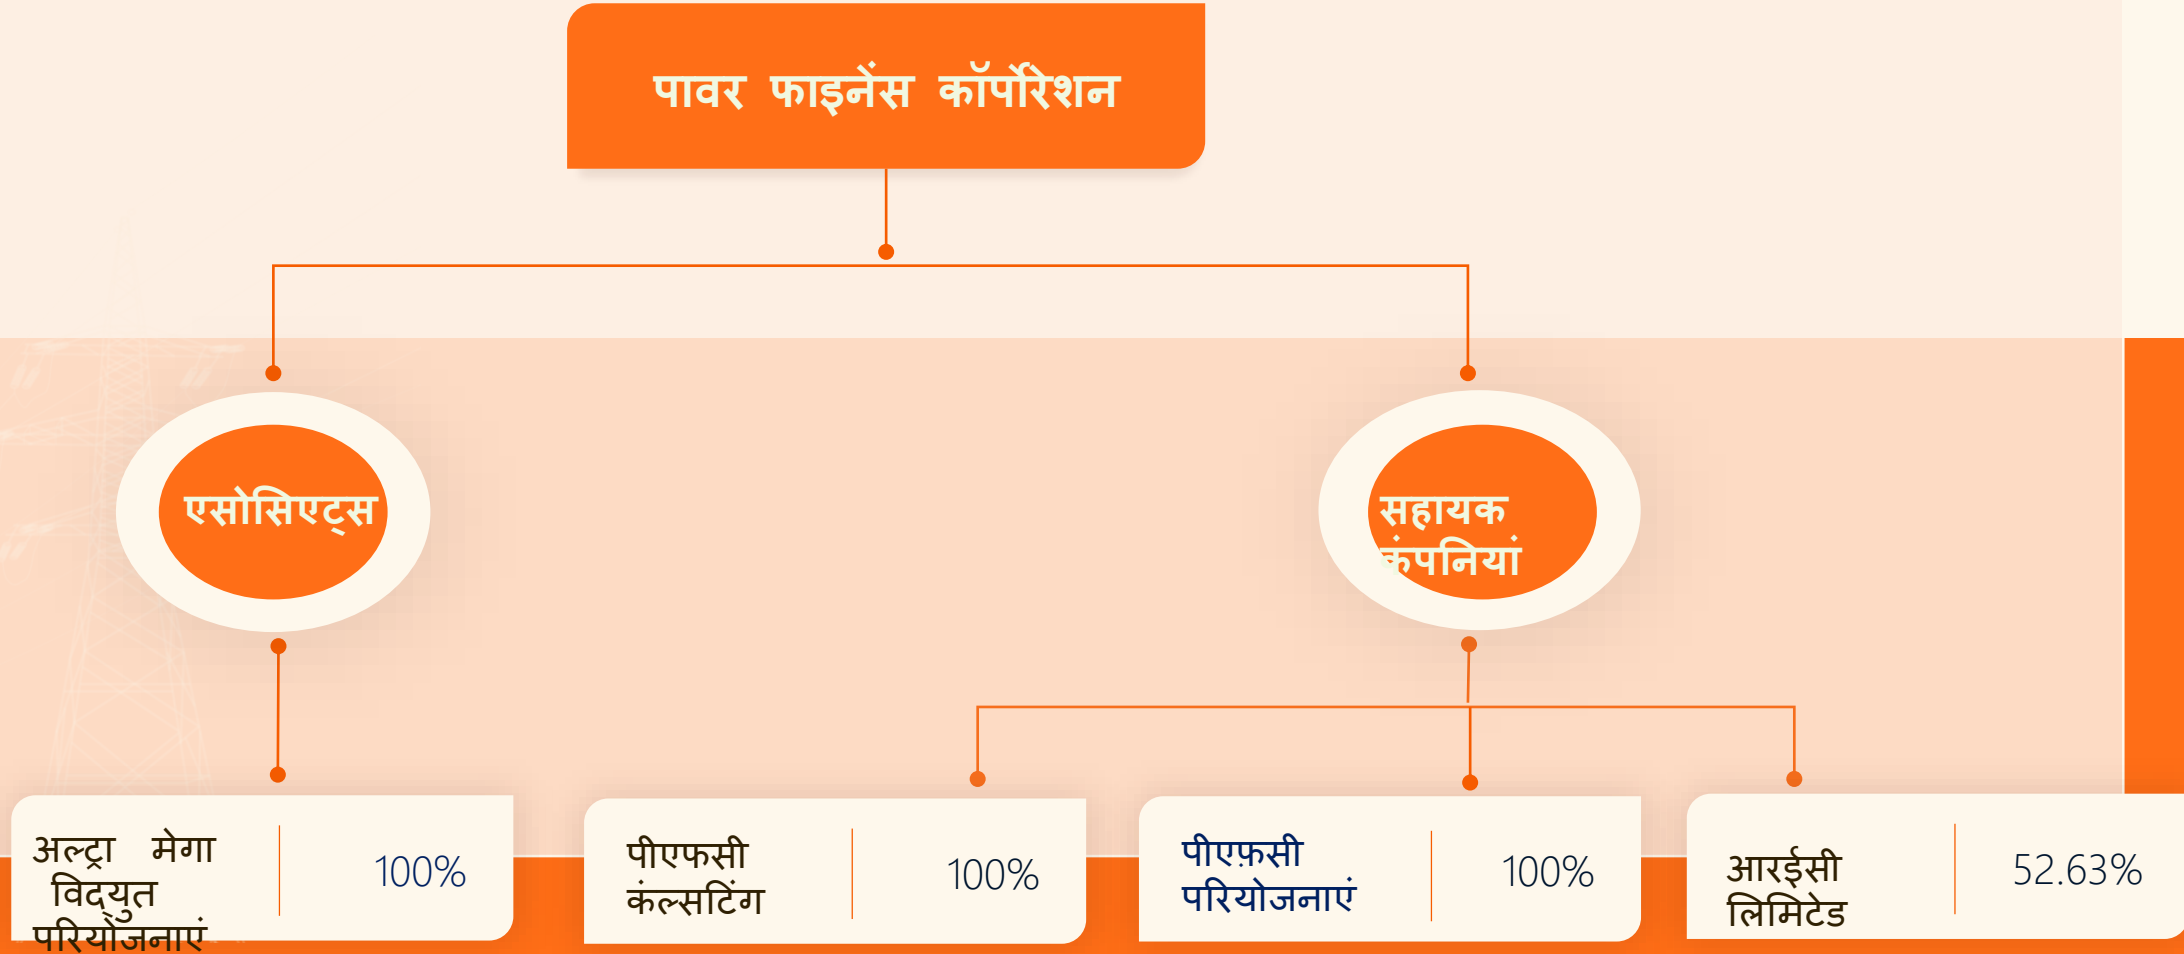 पावर फाइनेंस कॉर्पोरेशन
एसोसिएट्स
सहायक
कंपनियां
अल्ट्रा मेगा
विद्युत
परियोजनाएं
100%
पीएफसी
कंल्सटिंग
100%
पीएफ़सी
परियोजनाएं
100%
आरईसी
लिमिटेड
52.63%